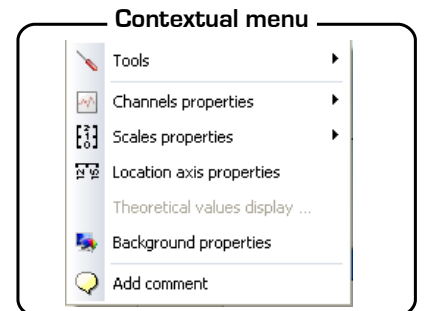 Contextual menu
Tools
Channels properties
Scales properties
Location axis properties
Theoretical values display ...
Background properties
Add comment